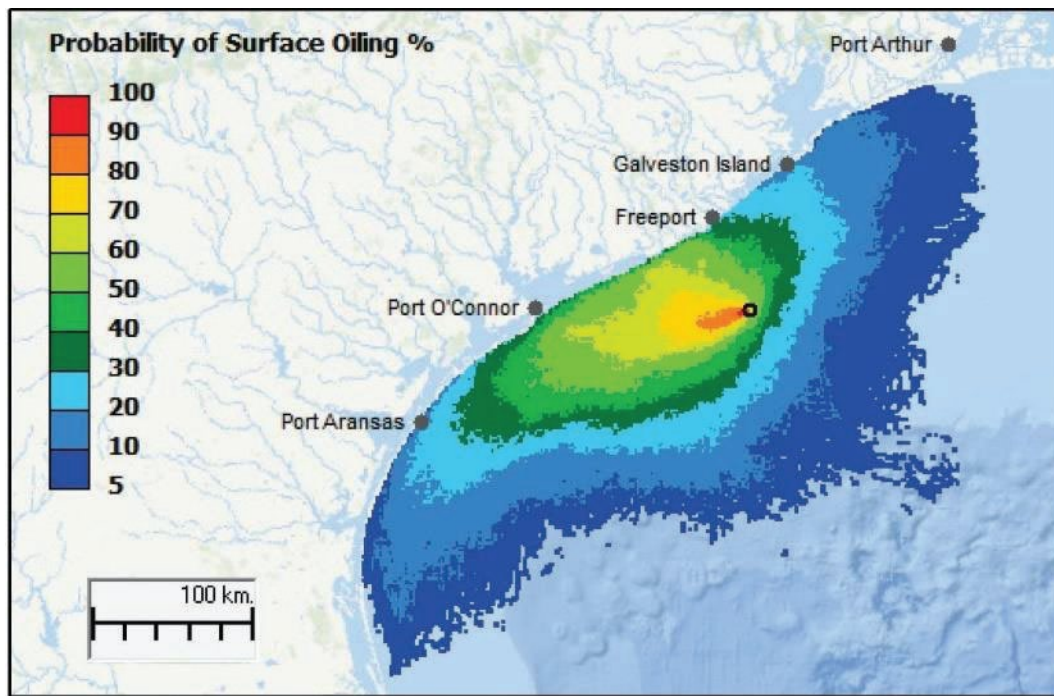 Probability of Surface Oiling %
100
90
80
70
60
50
40
30
20
10
5
Port Arthur
Galveston Island
Freeport
Port O'Connor
Port Aransas
100 km.